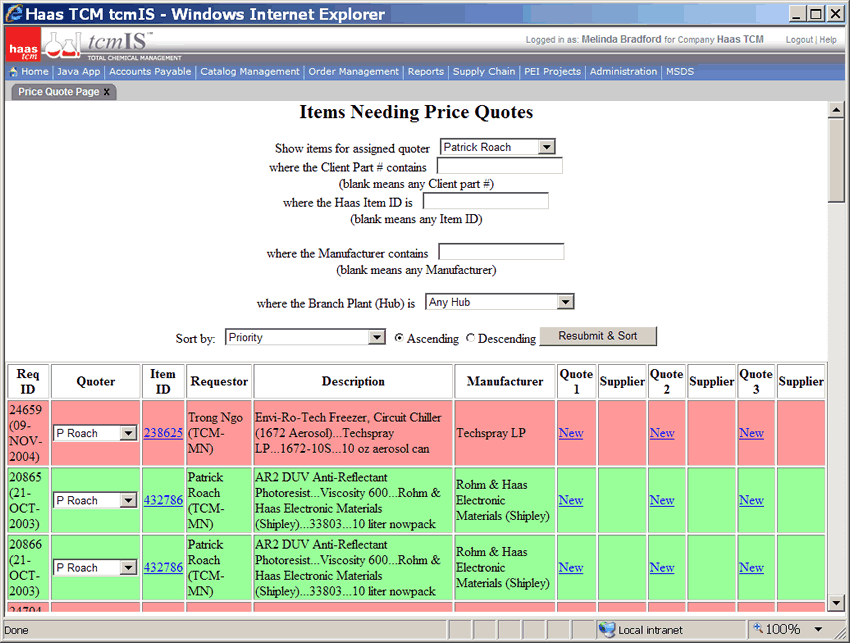 Haas TCM tcmIS - Windows Internet Explorer
haas tcm
tcmIS™
TOTAL CHEMICAL MANAGEMENT
Logged in as: Melinda Bradford for Company Haas TCM
Logout | Help
Home | Java App | Accounts Payable | Catalog Management | Order Management | Reports | Supply Chain | PEI Projects | Administration | MSDS
Price Quote Page x
Items Needing Price Quotes
Show items for assigned quoter Patrick Roach
where the Client Part # contains
(blank means any Client part #)
where the Haas Item ID is
(blank means any Item ID)
where the Manufacturer contains
(blank means any Manufacturer)
where the Branch Plant (Hub) is Any Hub
Sort by: Priority Ascending Descending Resubmit & Sort
Req ID Quoter Item ID Requestor Description Manufacturer Quote 1 Supplier Quote 2 Supplier Quote 3 Supplier
24659 (09-NOV-2004) P Roach 238625 Trong Ngo (TCM-MN) Envi-Ro-Tech Freezer, Circuit Chiller (1672 Aerosol)...Techspray LP...1672-10S...10 oz aerosol can Techspray LP New New New
20865 (21-OCT-2003) P Roach 432786 Patrick Roach (TCM-MN) AR2 DUV Anti-Reflectant Photoresist...Viscosity 600...Rohm & Haas Electronic Materials (Shipley)...33803...10 liter nowpack Rohm & Haas Electronic Materials (Shipley) New New New
20866 (21-OCT-2003) P Roach 432786 Patrick Roach (TCM-MN) AR2 DUV Anti-Reflectant Photoresist...Viscosity 600...Rohm & Haas Electronic Materials (Shipley)...33803...10 liter nowpack Rohm & Haas Electronic Materials (Shipley) New New New
Done
Local intranet
100%